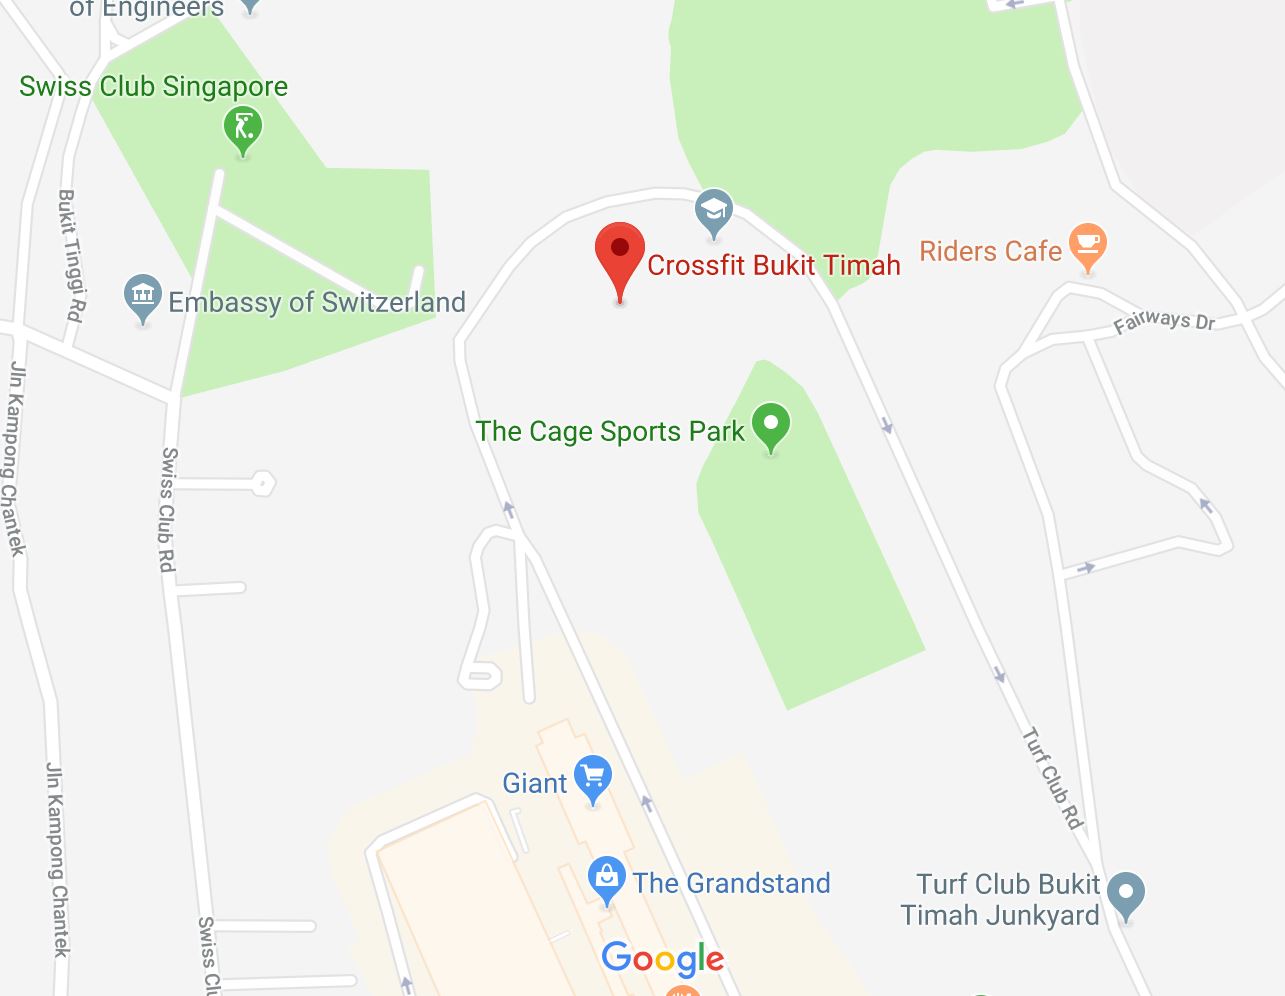 of Engineers
Swiss Club Singapore
Bukit Tinggi Rd
Crossfit Bukit Timah
Riders Cafe
Embassy of Switzerland
Fairways Dr
Jln Kampong Chantek
The Cage Sports Park
Swiss Club Rd
Turf Club Rd
Giant
Jln Kampong Chantek
The Grandstand
Turf Club Bukit
Timah Junkyard
Swiss Clu
Google